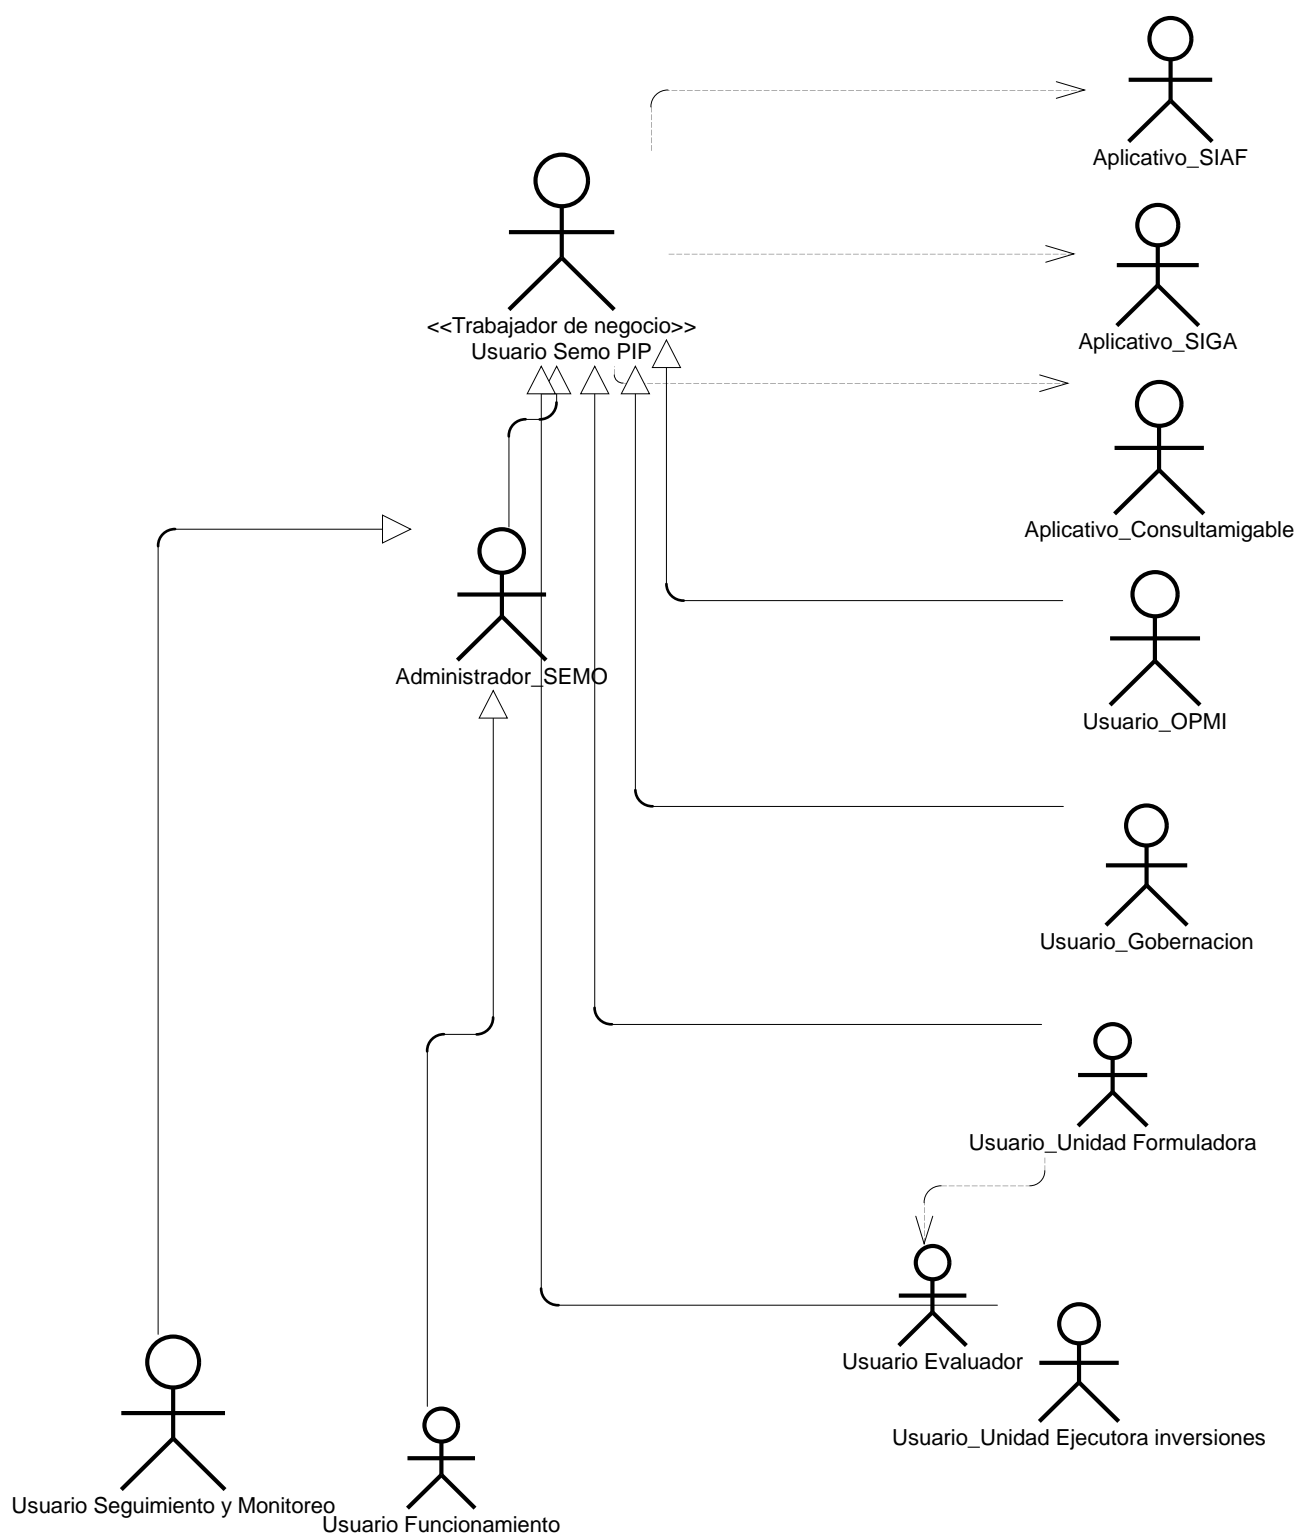 Aplicativo_SIAF
<<Trabajador de negocio>>
Usuario Semo PIP
Aplicativo_SIGA
Aplicativo_Consultamigable
Administrador_SEMO
Usuario_OPMI
Usuario_Gobernacion
Usuario_Unidad Formuladora
Usuario Evaluador
Usuario_Unidad Ejecutora inversiones
Usuario Seguimiento y Monitoreo
Usuario Funcionamiento